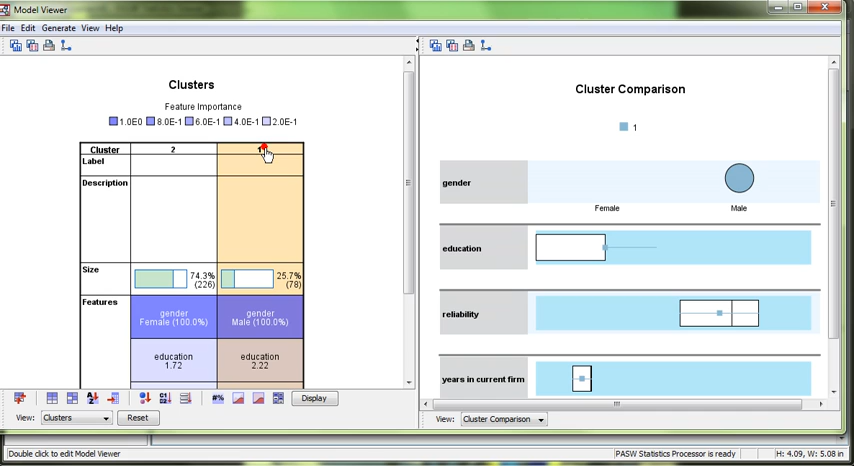 Model Viewer
File Edit Generate View Help
Clusters
Feature Importance
1.0E0 8.0E-1 6.0E-1 4.0E-1 2.0E-1
Cluster 2 1
Label
Description
Size 74.3% (226) 25.7% (78)
Features
gender
Female (100.0%)
gender
Male (100.0%)
education
1.72
education
2.22
#% Display
View: Clusters Reset
Cluster Comparison
1
gender
Female Male
education
reliability
years in current firm
View: Cluster Comparison
Double click to edit Model Viewer PASW Statistics Processor is ready H: 4.09, W: 5.08 in